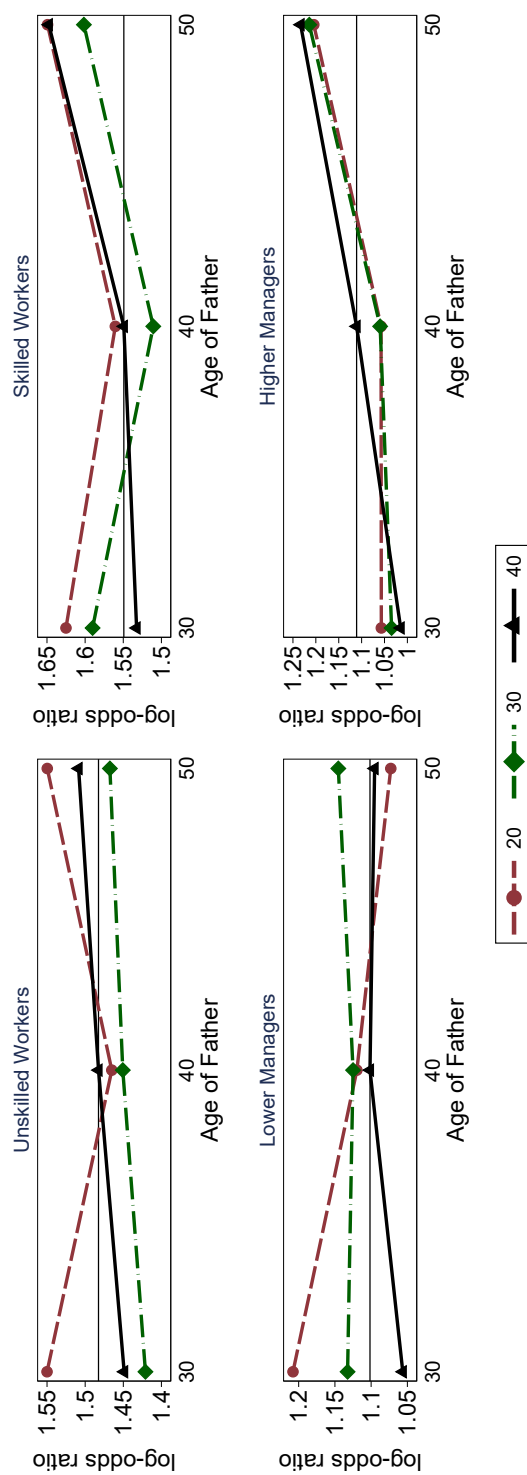 Unskilled Workers
log-odds ratio
1.55
1.5
1.45
1.4
30
40
50
Age of Father
Skilled Workers
log-odds ratio
1.65
1.6
1.55
1.5
30
40
50
Age of Father
Lower Managers
log-odds ratio
1.2
1.15
1.1
1.05
30
40
50
Age of Father
Higher Managers
log-odds ratio
1.25
1.2
1.15
1.1
1.05
1
30
40
50
Age of Father
20 30 40